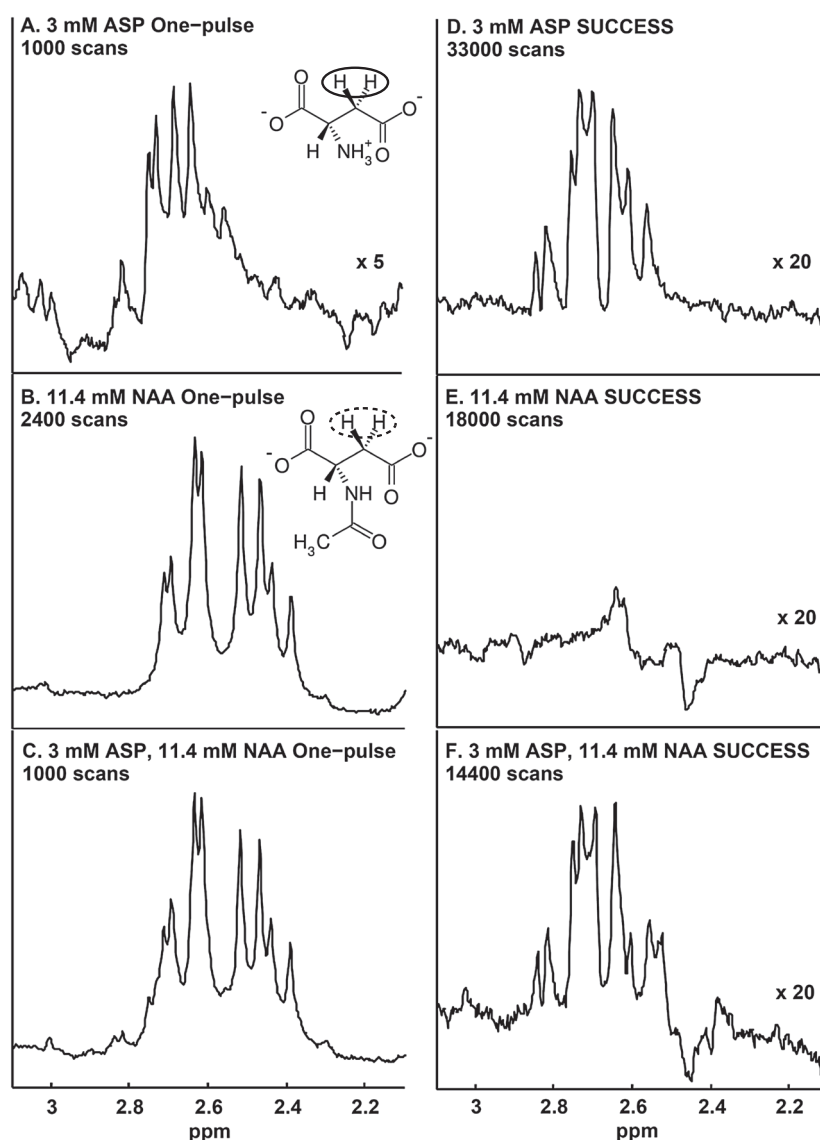 A. 3 mM ASP One−pulse
1000 scans
O
H H
-
O
-
O
H
NH3+
O
x 5
B. 11.4 mM NAA One−pulse
2400 scans
O
H H
-
O
-
O
H
NH
O
H3C
O
C. 3 mM ASP, 11.4 mM NAA One−pulse
1000 scans
3 2.8 2.6 2.4 2.2
ppm
D. 3 mM ASP SUCCESS
33000 scans
x 20
E. 11.4 mM NAA SUCCESS
18000 scans
x 20
F. 3 mM ASP, 11.4 mM NAA SUCCESS
14400 scans
x 20
3 2.8 2.6 2.4 2.2
ppm